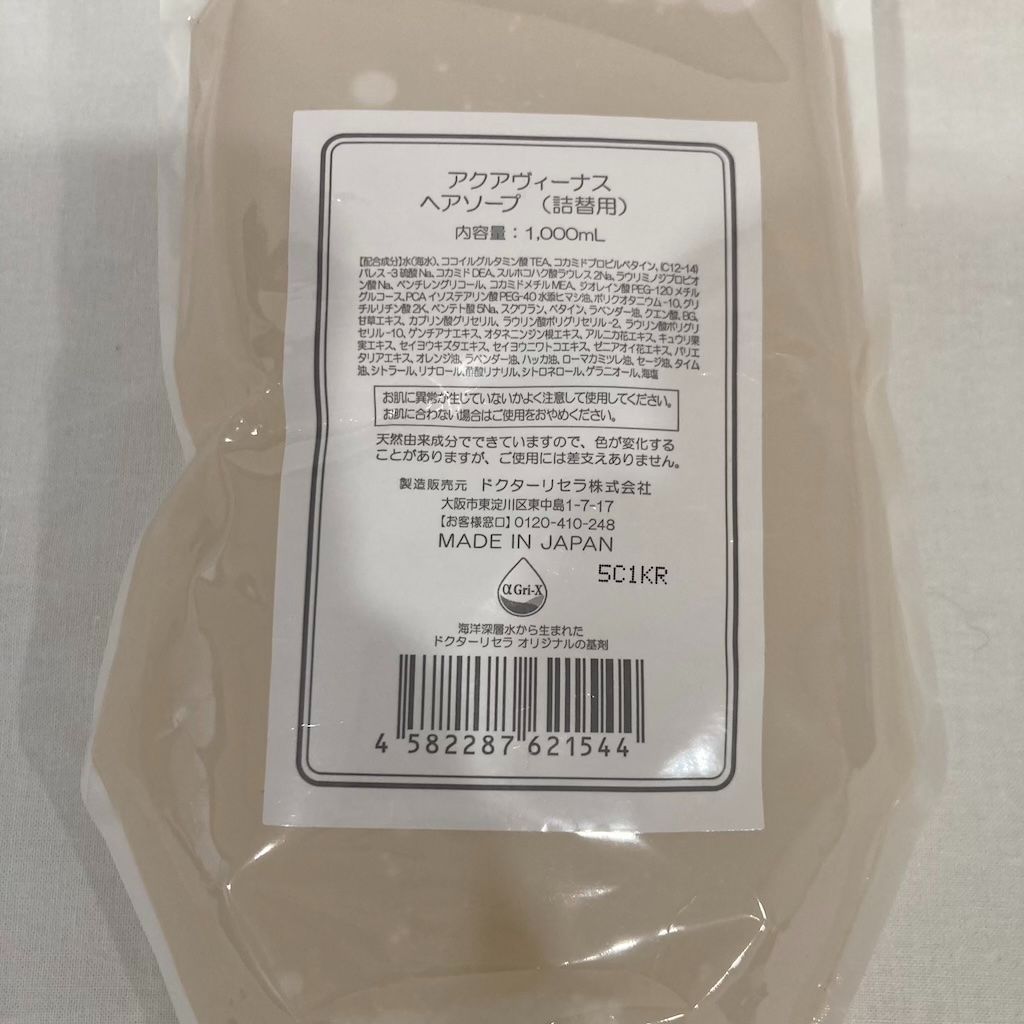 アクアヴィーナス
ヘアソープ (詰替用)
内容量：1,000mL
【配合成分】水(海水)、ココイルグルタミン酸TEA、コカミドプロピルベタイン、(C12-14)
パレス-3硫酸Na、コカミドDEA、スルホコハク酸ラウレス2Na、ラウリミノジプロピオ
ン酸Na、ペンチレングリコール、コカミドメチルMEA、ジオレイン酸PEG-120メチル
グルコース、PCAイソステアリン酸PEG-40水添ヒマシ油、ポリクオタニウム-10、グリ
チルリチン酸2K、ペンテト酸5Na、スクワラン、ベタイン、ラベンダー油、クエン酸、BG、
甘草エキス、カプリン酸グリセリル、ラウリン酸ポリグリセリル-2、ラウリン酸ポリグリ
セリル-10、ゲンチアナエキス、オタネニンジン根エキス、アルニカ花エキス、キュウリ果
実エキス、セイヨウキズタエキス、セイヨウニワトコエキス、ゼニアオイ花エキス、パリエ
タリアエキス、オレンジ油、ラベンダー油、ハッカ油、ローマカミツレ油、セージ油、タイム
油、シトラール、リナロール、酢酸リナリル、シトロネロール、ゲラニオール、海塩
お肌に異常が生じていないかよく注意して使用してください。
お肌に合わない場合はご使用をおやめください。
天然由来成分でできていますので、色が変化する
ことがありますが、ご使用には差支えありません。
製造販売元 ドクターリセラ株式会社
大阪市東淀川区東中島1-7-17
【お客様窓口】0120-410-248
MADE IN JAPAN
5C1KR
αGri-X
海洋深層水から生まれた
ドクターリセラ オリジナルの基剤
4 582287 621544